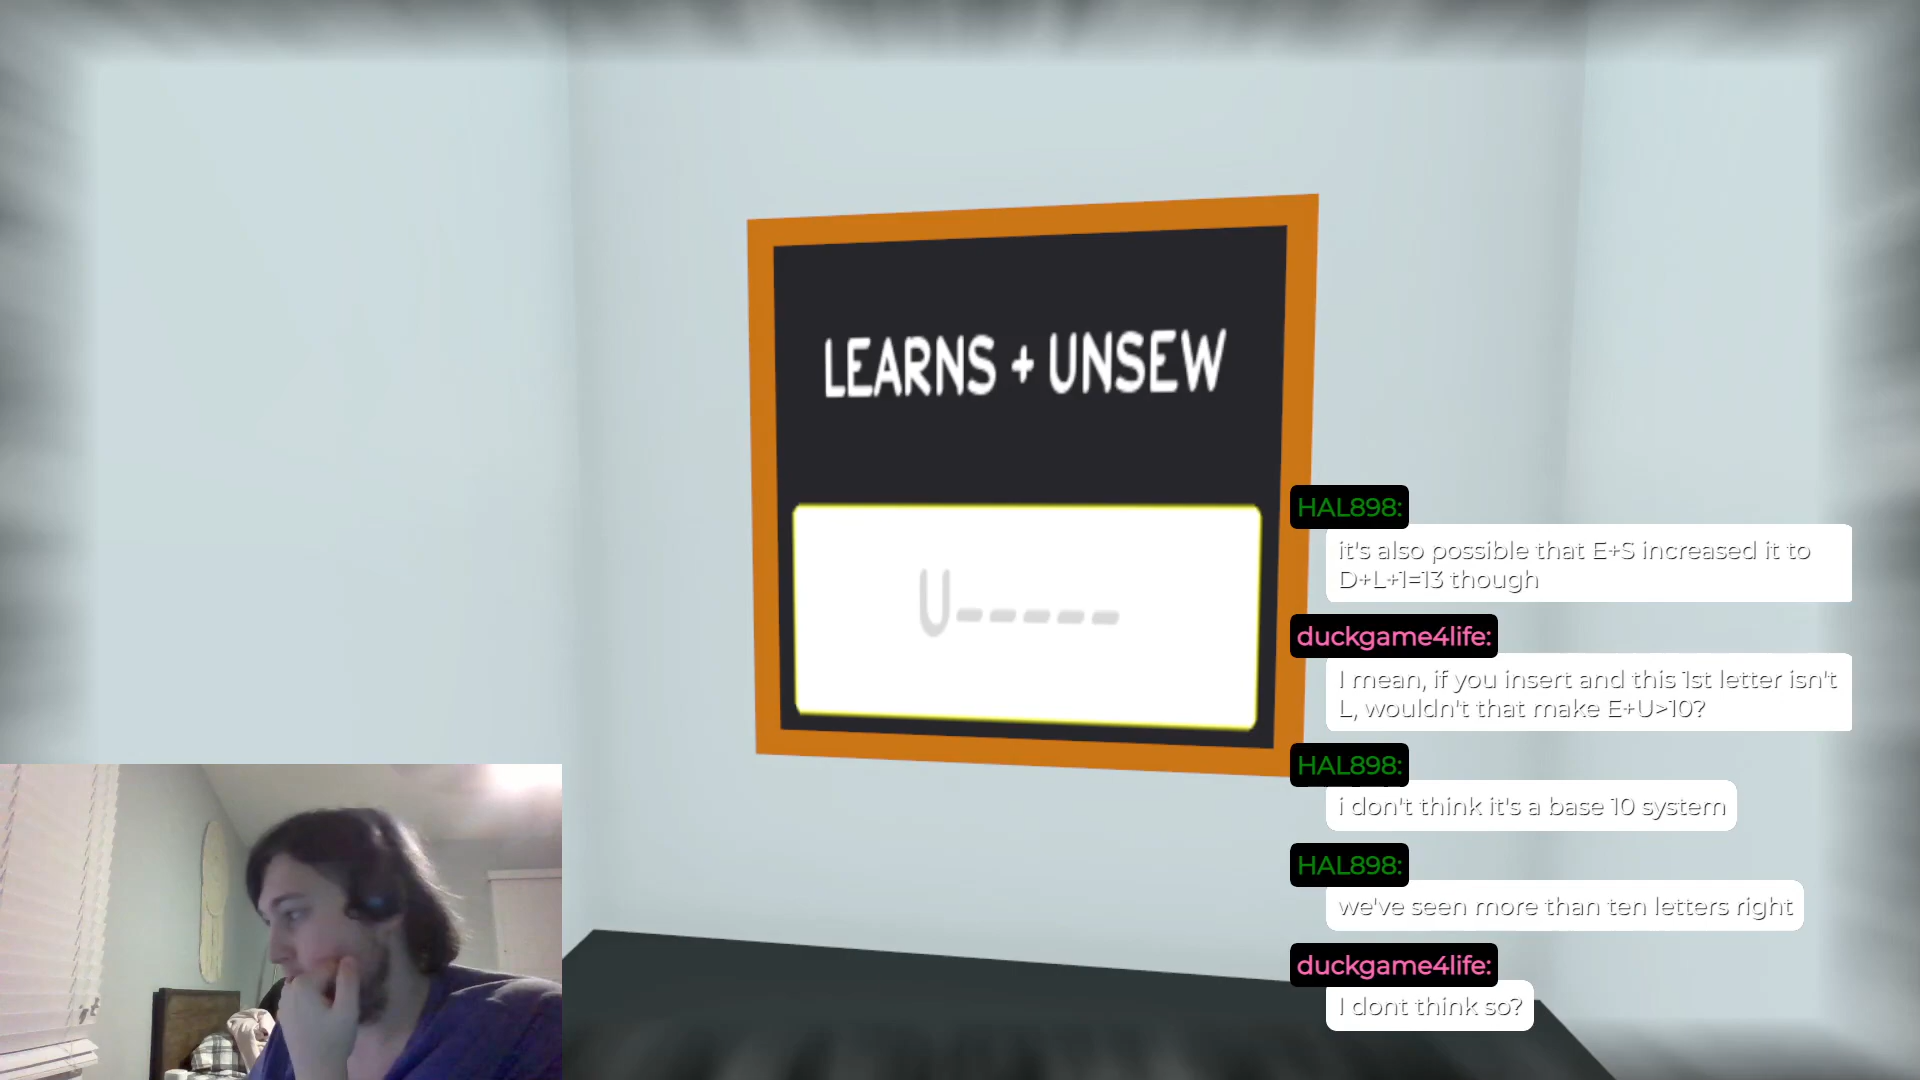 LEARNS + UNSEW
U_____
HAL898:
it's also possible that E+S increased it to
D+L+1=13 though
duckgame4life:
I mean, if you insert and this 1st letter isn't
L, wouldn't that make E+U>10?
HAL898:
i don't think it's a base 10 system
HAL898:
we've seen more than ten letters right
duckgame4life:
I dont think so?